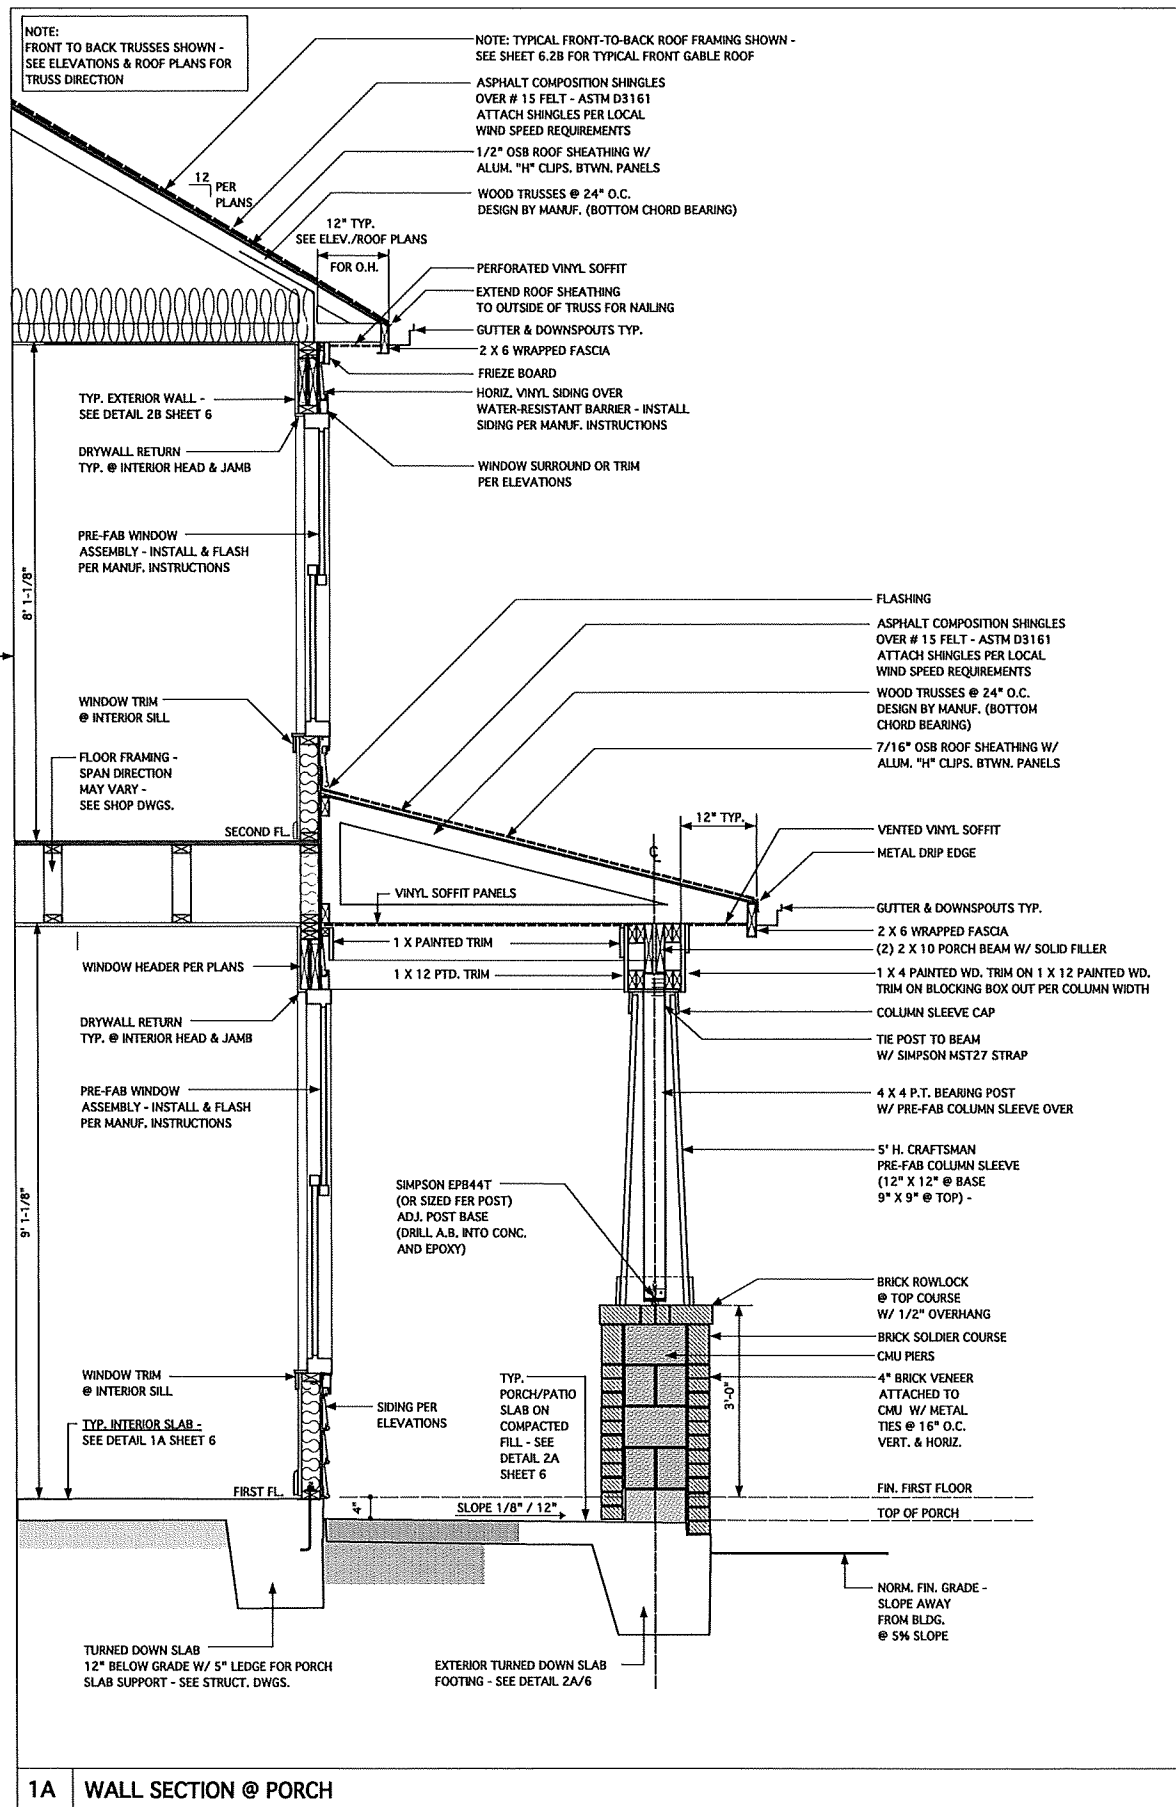 NOTE:
FRONT TO BACK TRUSSES SHOWN -
SEE ELEVATIONS & ROOF PLANS FOR
TRUSS DIRECTION
NOTE: TYPICAL FRONT-TO-BACK ROOF FRAMING SHOWN -
SEE SHEET 6.2B FOR TYPICAL FRONT GABLE ROOF
ASPHALT COMPOSITION SHINGLES
OVER # 15 FELT - ASTM D3161
ATTACH SHINGLES PER LOCAL
WIND SPEED REQUIREMENTS
1/2" OSB ROOF SHEATHING W/
ALUM. "H" CLIPS. BTWN. PANELS
12
PER
PLANS
WOOD TRUSSES @ 24" O.C.
DESIGN BY MANUF. (BOTTOM CHORD BEARING)
12" TYP.
SEE ELEV./ROOF PLANS
FOR O.H.
PERFORATED VINYL SOFFIT
EXTEND ROOF SHEATHING
TO OUTSIDE OF TRUSS FOR NAILING
GUTTER & DOWNSPOUTS TYP.
2 X 6 WRAPPED FASCIA
FRIEZE BOARD
HORIZ. VINYL SIDING OVER
WATER-RESISTANT BARRIER - INSTALL
SIDING PER MANUF. INSTRUCTIONS
TYP. EXTERIOR WALL -
SEE DETAIL 2B SHEET 6
DRYWALL RETURN
TYP. @ INTERIOR HEAD & JAMB
WINDOW SURROUND OR TRIM
PER ELEVATIONS
PRE-FAB WINDOW
ASSEMBLY - INSTALL & FLASH
PER MANUF. INSTRUCTIONS
8' 1-1/8"
FLASHING
ASPHALT COMPOSITION SHINGLES
OVER # 15 FELT - ASTM D3161
ATTACH SHINGLES PER LOCAL
WIND SPEED REQUIREMENTS
WOOD TRUSSES @ 24" O.C.
DESIGN BY MANUF. (BOTTOM
CHORD BEARING)
7/16" OSB ROOF SHEATHING W/
ALUM. "H" CLIPS. BTWN. PANELS
WINDOW TRIM
@ INTERIOR SILL
FLOOR FRAMING -
SPAN DIRECTION
MAY VARY -
SEE SHOP DWGS.
SECOND FL.
12" TYP.
VENTED VINYL SOFFIT
METAL DRIP EDGE
VINYL SOFFIT PANELS
GUTTER & DOWNSPOUTS TYP.
2 X 6 WRAPPED FASCIA
(2) 2 X 10 PORCH BEAM W/ SOLID FILLER
1 X PAINTED TRIM
1 X 12 PTD. TRIM
WINDOW HEADER PER PLANS
1 X 4 PAINTED WD. TRIM ON 1 X 12 PAINTED WD.
TRIM ON BLOCKING BOX OUT PER COLUMN WIDTH
COLUMN SLEEVE CAP
DRYWALL RETURN
TYP. @ INTERIOR HEAD & JAMB
TIE POST TO BEAM
W/ SIMPSON MST27 STRAP
PRE-FAB WINDOW
ASSEMBLY - INSTALL & FLASH
PER MANUF. INSTRUCTIONS
4 X 4 P.T. BEARING POST
W/ PRE-FAB COLUMN SLEEVE OVER
5' H. CRAFTSMAN
PRE-FAB COLUMN SLEEVE
(12" X 12" @ BASE
9" X 9" @ TOP) -
9' 1-1/8"
SIMPSON EPB44T
(OR SIZED FER POST)
ADJ. POST BASE
(DRILL A.B. INTO CONC.
AND EPOXY)
BRICK ROWLOCK
@ TOP COURSE
W/ 1/2" OVERHANG
BRICK SOLDIER COURSE
CMU PIERS
4" BRICK VENEER
ATTACHED TO
CMU W/ METAL
TIES @ 16" O.C.
VERT. & HORIZ.
3'-0"
WINDOW TRIM
@ INTERIOR SILL
TYP. INTERIOR SLAB -
SEE DETAIL 1A SHEET 6
SIDING PER
ELEVATIONS
TYP.
PORCH/PATIO
SLAB ON
COMPACTED
FILL - SEE
DETAIL 2A
SHEET 6
FIRST FL.
4"
SLOPE 1/8" / 12"
FIN. FIRST FLOOR
TOP OF PORCH
NORM. FIN. GRADE -
SLOPE AWAY
FROM BLDG.
@ 5% SLOPE
TURNED DOWN SLAB
12" BELOW GRADE W/ 5" LEDGE FOR PORCH
SLAB SUPPORT - SEE STRUCT. DWGS.
EXTERIOR TURNED DOWN SLAB
FOOTING - SEE DETAIL 2A/6
1A WALL SECTION @ PORCH